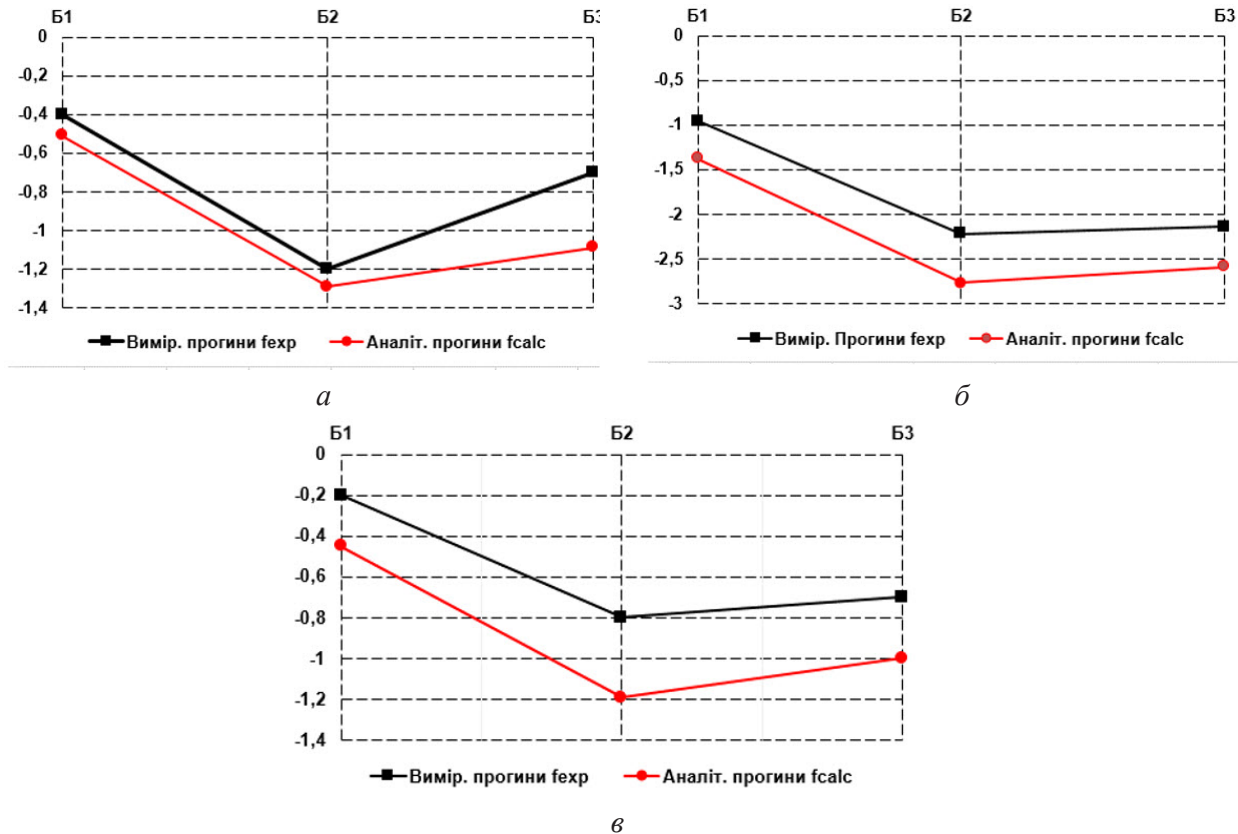 Б1 Б2 Б3
0
-0,2
-0,4
-0,6
-0,8
-1
-1,2
-1,4
Вимір. прогини fexp Аналіт. прогини fcalc
а
Б1 Б2 Б3
0
-0,5
-1
-1,5
-2
-2,5
-3
Вимір. Прогини fexp Аналіт. прогини fcalc
б
Б1 Б2 Б3
0
-0,2
-0,4
-0,6
-0,8
-1
-1,2
-1,4
Вимір. прогини fexp Аналіт. прогини fcalc
в